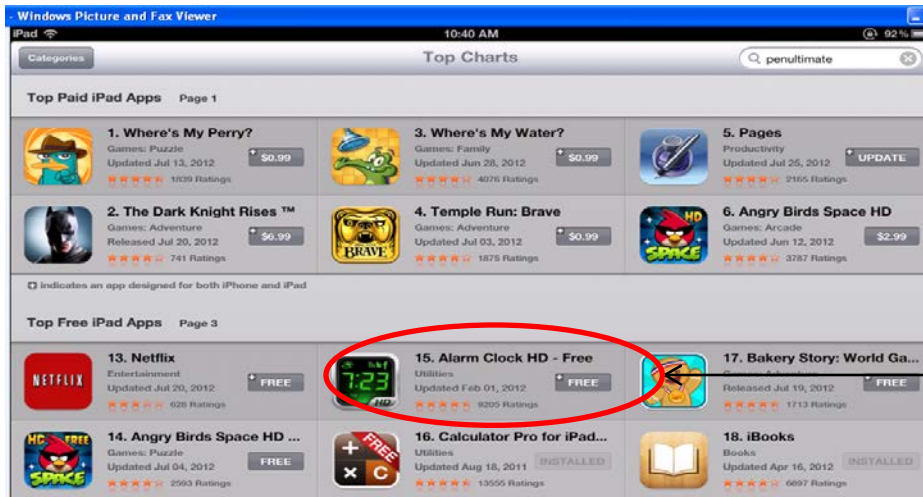 - Windows Picture and Fax Viewer
iPad 10:40 AM 92%
Categories Top Charts penultimate
Top Paid iPad Apps Page 1
1. Where's My Perry?
Games: Puzzle
Updated Jul 13, 2012
$0.99
1839 Ratings
3. Where's My Water?
Games: Family
Updated Jun 28, 2012
$0.99
4076 Ratings
5. Pages
Productivity
Updated Jul 25, 2012
UPDATE
2165 Ratings
2. The Dark Knight Rises ™
Games: Adventure
Released Jul 20, 2012
$6.99
741 Ratings
4. Temple Run: Brave
Games: Adventure
Updated Jul 03, 2012
$0.99
1875 Ratings
BRAVE
6. Angry Birds Space HD
Games: Arcade
Updated Jun 12, 2012
$2.99
3787 Ratings
HD
SPACE
+ indicates an app designed for both iPhone and iPad
Top Free iPad Apps Page 3
NETFLIX
13. Netflix
Entertainment
Updated Jul 20, 2012
FREE
628 Ratings
7:23
HD
15. Alarm Clock HD - Free
Utilities
Updated Feb 01, 2012
FREE
9205 Ratings
17. Bakery Story: World Ga...
Games: Adventure
Released Jul 19, 2012
FREE
1713 Ratings
HD FREE
SPACE
14. Angry Birds Space HD ...
Games: Puzzle
Updated Jul 04, 2012
FREE
2593 Ratings
FREE
+
× C
16. Calculator Pro for iPad...
Utilities
Updated Aug 18, 2011
INSTALLED
13555 Ratings
18. iBooks
Books
Updated Apr 16, 2012
INSTALLED
6897 Ratings